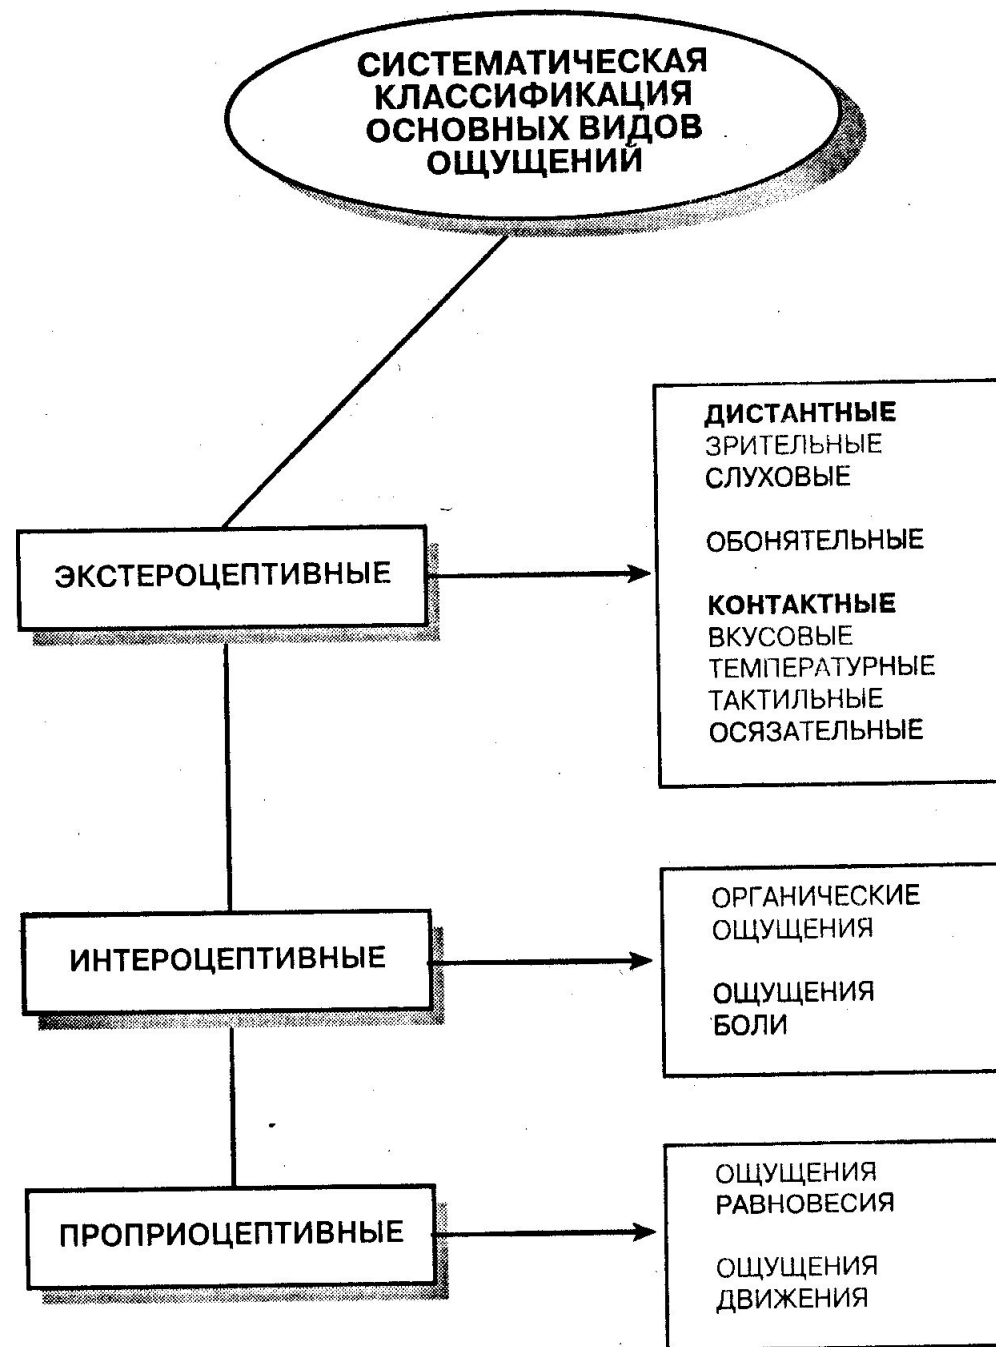 СИСТЕМАТИЧЕСКАЯ
КЛАССИФИКАЦИЯ
ОСНОВНЫХ ВИДОВ
ОЩУЩЕНИЙ
ЭКСТЕРОЦЕПТИВНЫЕ
ДИСТАНТНЫЕ
ЗРИТЕЛЬНЫЕ
СЛУХОВЫЕ
ОБОНЯТЕЛЬНЫЕ
КОНТАКТНЫЕ
ВКУСОВЫЕ
ТЕМПЕРАТУРНЫЕ
ТАКТИЛЬНЫЕ
ОСЯЗАТЕЛЬНЫЕ
ИНТЕРОЦЕПТИВНЫЕ
ОРГАНИЧЕСКИЕ
ОЩУЩЕНИЯ
ОЩУЩЕНИЯ
БОЛИ
ПРОПРИОЦЕПТИВНЫЕ
ОЩУЩЕНИЯ
РАВНОВЕСИЯ
ОЩУЩЕНИЯ
ДВИЖЕНИЯ